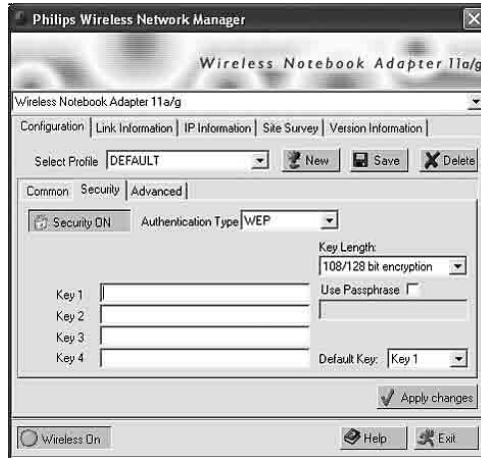 Philips Wireless Network Manager
Wireless Notebook Adapter 11a/g
Wireless Notebook Adapter 11a/g
Configuration Link Information IP Information Site Survey Version Information
Select Profile DEFAULT New Save Delete
Common Security Advanced
Security ON Authentication Type WEP
Key Length:
108/128 bit encryption
Key 1 Use Passphrase
Key 2
Key 3
Key 4 Default Key: Key 1
Apply changes
Wireless On Help Exit